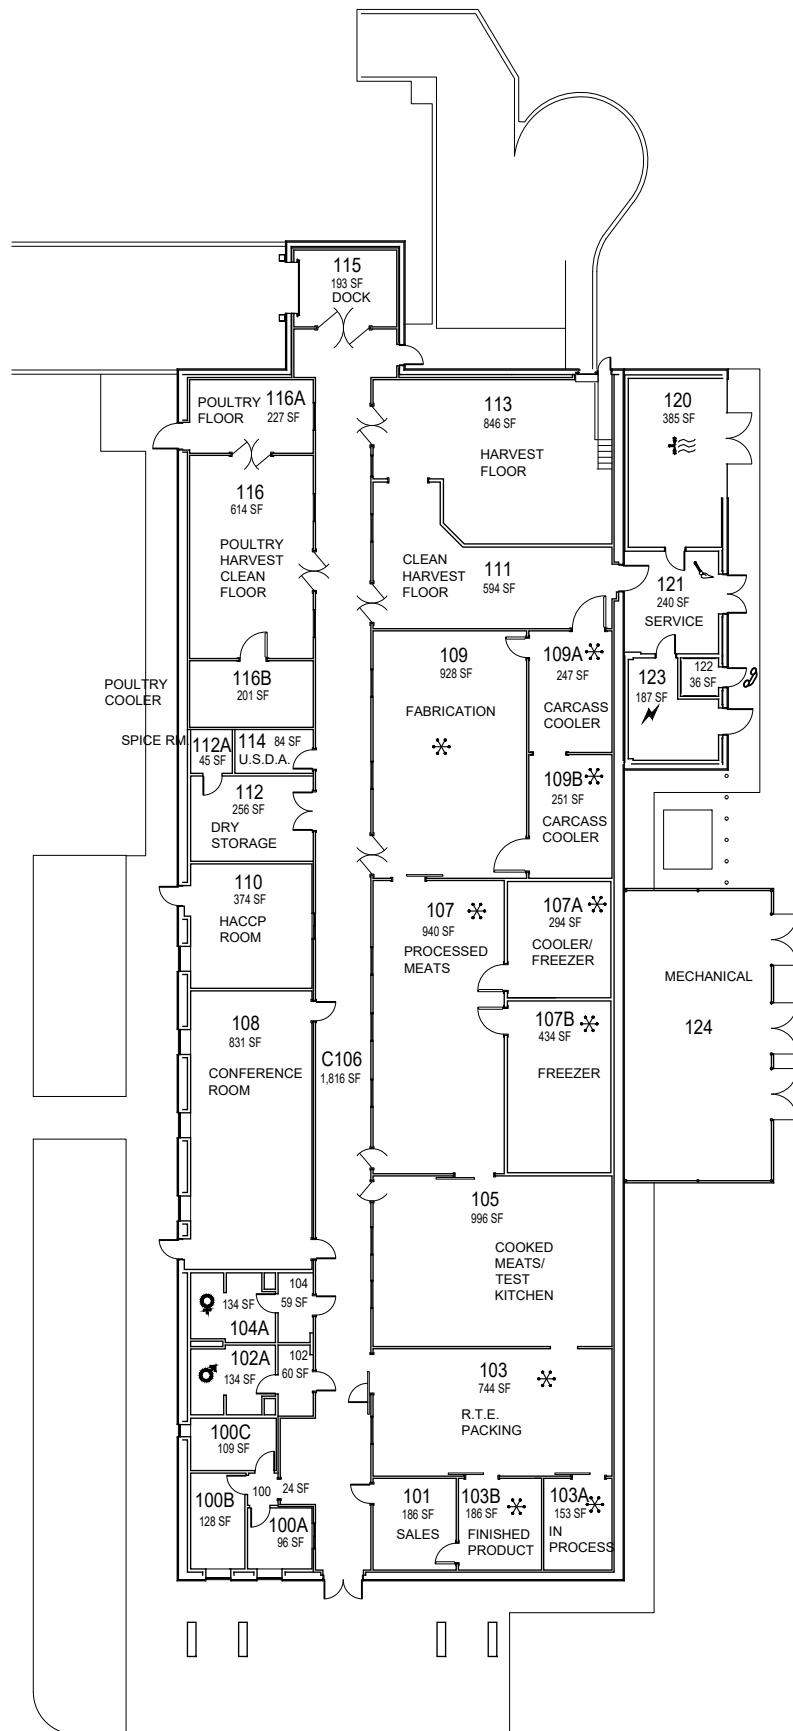 115
193 SF
DOCK
116A
POULTRY
FLOOR
227 SF
113
846 SF
HARVEST
FLOOR
120
385 SF
116
614 SF
POULTRY
HARVEST
CLEAN
FLOOR
CLEAN
HARVEST
FLOOR
111
594 SF
121
240 SF
SERVICE
109
928 SF
FABRICATION
109A
247 SF
CARCASS
COOLER
122
36 SF
123
187 SF
116B
201 SF
POULTRY
COOLER
SPICE RM.
112A
45 SF
114
84 SF
U.S.D.A.
109B
251 SF
CARCASS
COOLER
112
256 SF
DRY
STORAGE
110
374 SF
HACCP
ROOM
107
940 SF
PROCESSED
MEATS
107A
294 SF
COOLER/
FREEZER
MECHANICAL
124
108
831 SF
CONFERENCE
ROOM
C106
1,816 SF
107B
434 SF
FREEZER
105
996 SF
COOKED
MEATS/
TEST
KITCHEN
104
59 SF
134 SF
104A
102A
134 SF
102
60 SF
103
744 SF
R.T.E.
PACKING
100C
109 SF
100B
128 SF
100
24 SF
100A
96 SF
101
186 SF
SALES
103B
186 SF
FINISHED
PRODUCT
103A
153 SF
IN
PROCESS